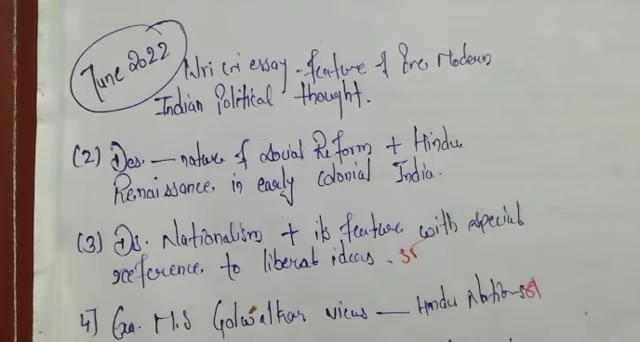 June 2022
Wri cri essay feature of Pre Modern
Indian Political thought.
(2) Des. — nature of social Reform + Hindu
Renaissance in early colonial India.
(3) Ds. Nationalism + its feature with special
reference to liberal ideas.
4] Exa. M.S Golwalkar views — Hindu Nation